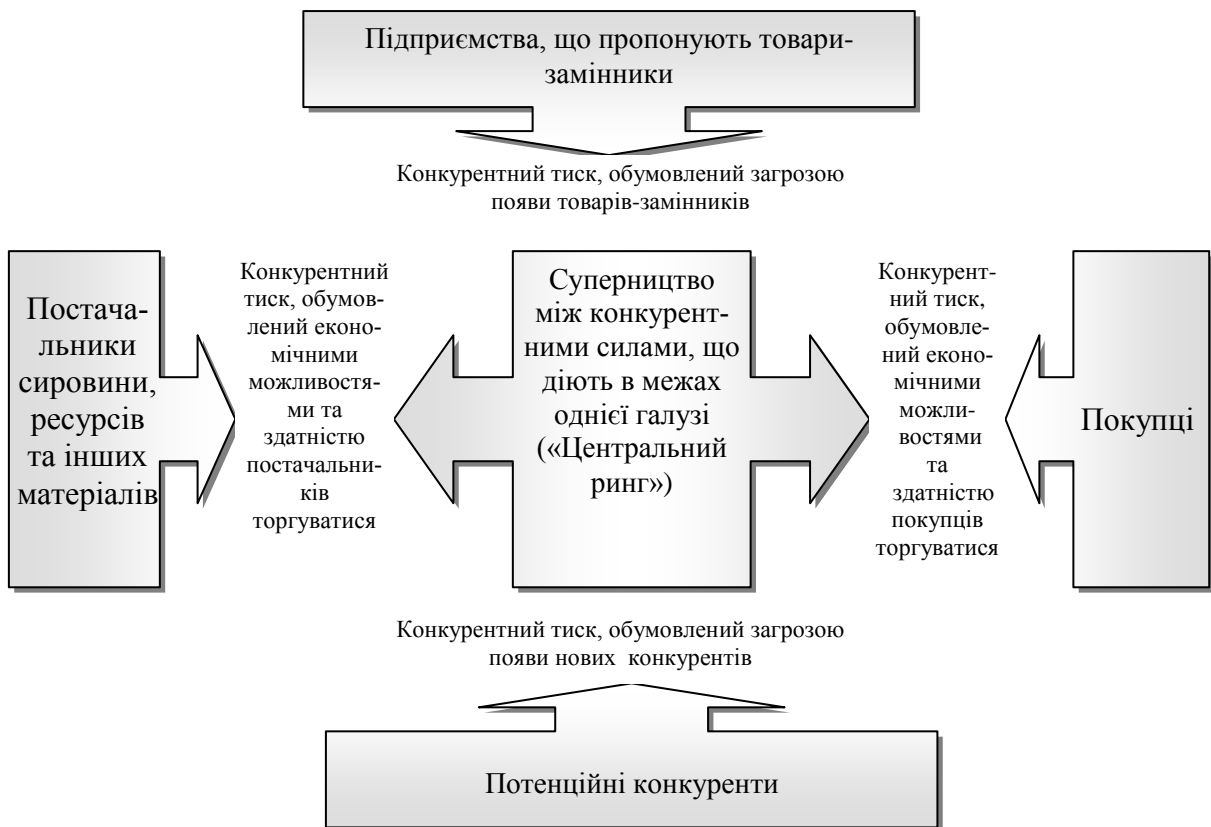 Підприємства, що пропонують товари-
замінники
Конкурентний тиск, обумовлений загрозою
появи товарів-замінників
Постача-
льники
сировини,
ресурсів
та інших
матеріалів
Конкурентний
тиск, обумов-
лений еконо-
мічними
можливостя-
ми та
здатністю
постачальни-
ків
торгуватися
Суперництво
між конкурент-
ними силами, що
діють в межах
однієї галузі
(«Центральний
ринг»)
Конкурент-
ний тиск,
обумовле-
ний еконо-
мічними
можли-
востями
та
здатністю
покупців
торгуватися
Покупці
Конкурентний тиск, обумовлений загрозою
появи нових конкурентів
Потенційні конкуренти